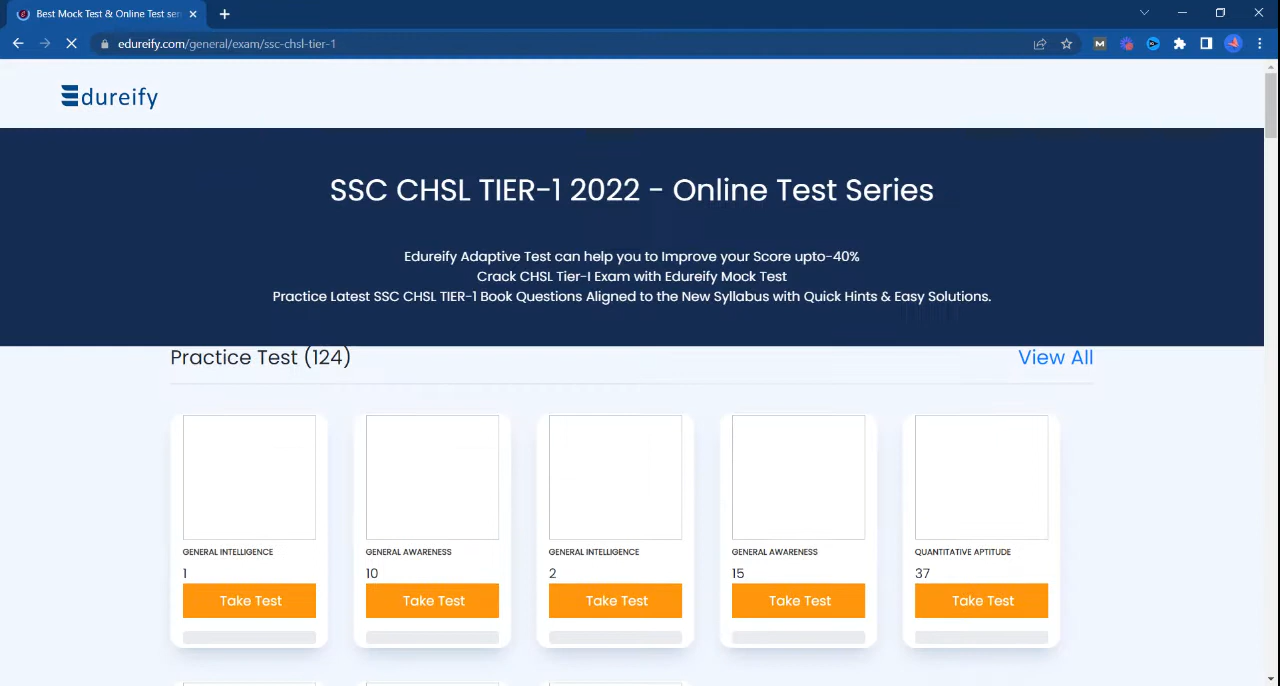 Best Mock Test & Online Test ser
edureify.com/general/exam/ssc-chsl-tier-1
Edureify
SSC CHSL TIER-1 2022 - Online Test Series
Edureify Adaptive Test can help you to Improve your Score upto-40%
Crack CHSL Tier-I Exam with Edureify Mock Test
Practice Latest SSC CHSL TIER-1 Book Questions Aligned to the New Syllabus with Quick Hints & Easy Solutions.
Practice Test (124) View All
GENERAL INTELLIGENCE GENERAL AWARENESS GENERAL INTELLIGENCE GENERAL AWARENESS QUANTITATIVE APTITUDE
1 10 2 15 37
Take Test Take Test Take Test Take Test Take Test